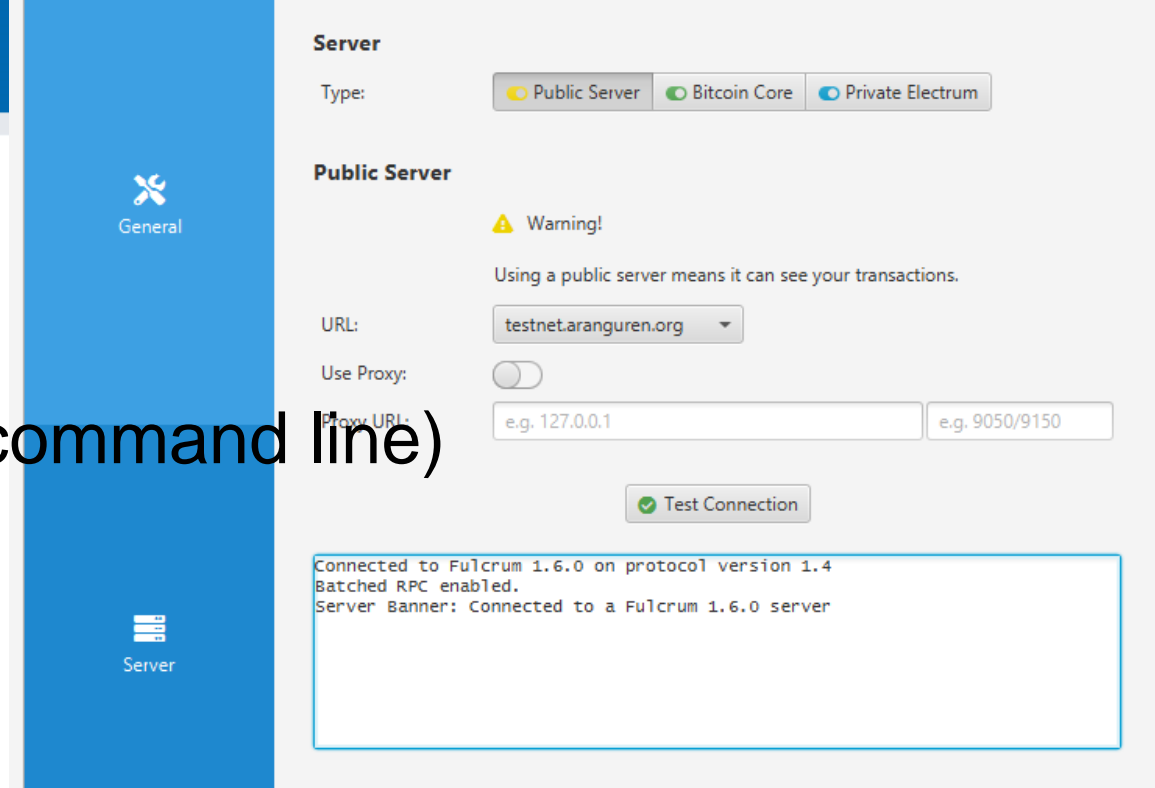 Server
Type:
Public Server
Bitcoin Core
Private Electrum
Public Server
General
Warning!
Using a public server means it can see your transactions.
URL:
testnet.aranguren.org
Use Proxy:
Proxy URL:
e.g. 127.0.0.1
e.g. 9050/9150
command line)
Test Connection
Connected to Fulcrum 1.6.0 on protocol version 1.4
Batched RPC enabled.
Server Banner: Connected to a Fulcrum 1.6.0 server
Server